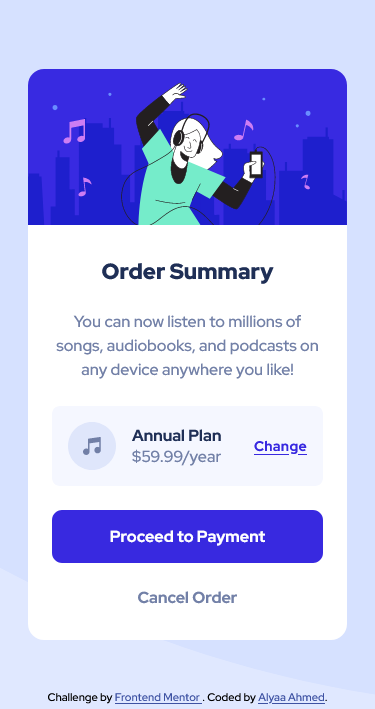 Order Summary
You can now listen to millions of
songs, audiobooks, and podcasts on
any device anywhere you like!
Annual Plan
$59.99/year
Change
Proceed to Payment
Cancel Order
Challenge by Frontend Mentor . Coded by Alyaa Ahmed.